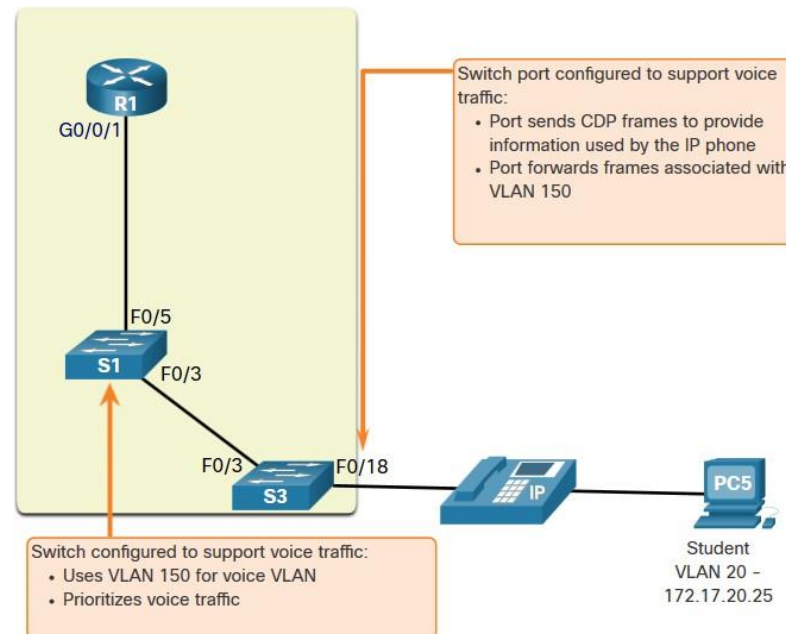 R1
G0/0/1
Switch port configured to support voice
traffic:
• Port sends CDP frames to provide
information used by the IP phone
• Port forwards frames associated with
VLAN 150
F0/5
S1
F0/3
F0/3
S3
F0/18
IP
PC5
Student
VLAN 20 –
172.17.20.25
Switch configured to support voice traffic:
• Uses VLAN 150 for voice VLAN
• Prioritizes voice traffic